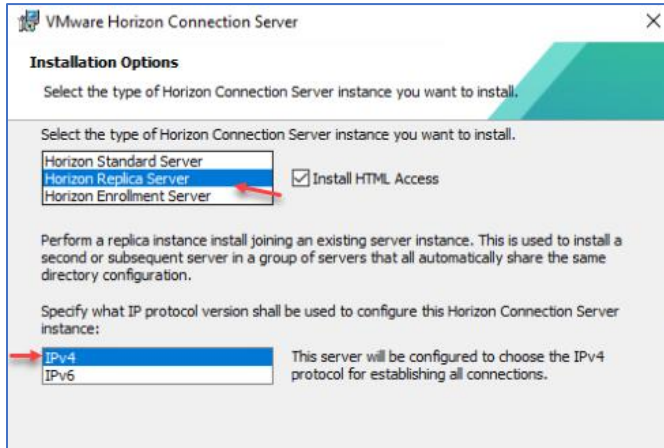 VMware Horizon Connection Server
Installation Options
Select the type of Horizon Connection Server instance you want to install.
Select the type of Horizon Connection Server instance you want to install.
Horizon Standard Server
Horizon Replica Server
Horizon Enrollment Server
Install HTML Access
Perform a replica instance install joining an existing server instance. This is used to install a
second or subsequent server in a group of servers that all automatically share the same
directory configuration.
Specify what IP protocol version shall be used to configure this Horizon Connection Server
instance:
IPv4
IPv6
This server will be configured to choose the IPv4
protocol for establishing all connections.